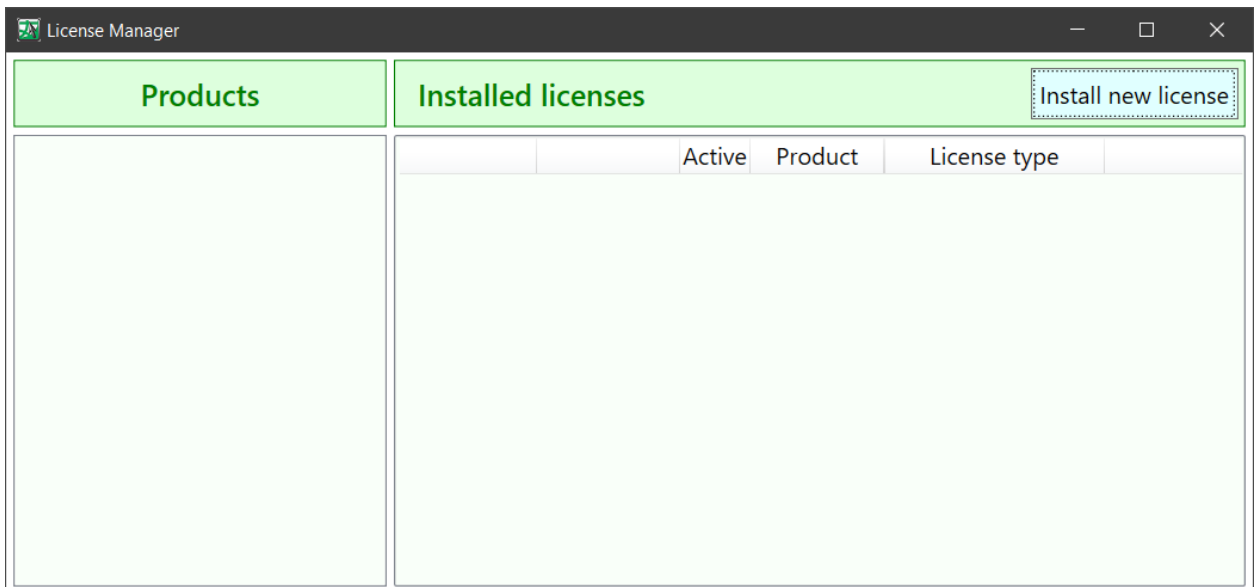 License Manager
Products
Installed licenses
Install new license
Active Product License type